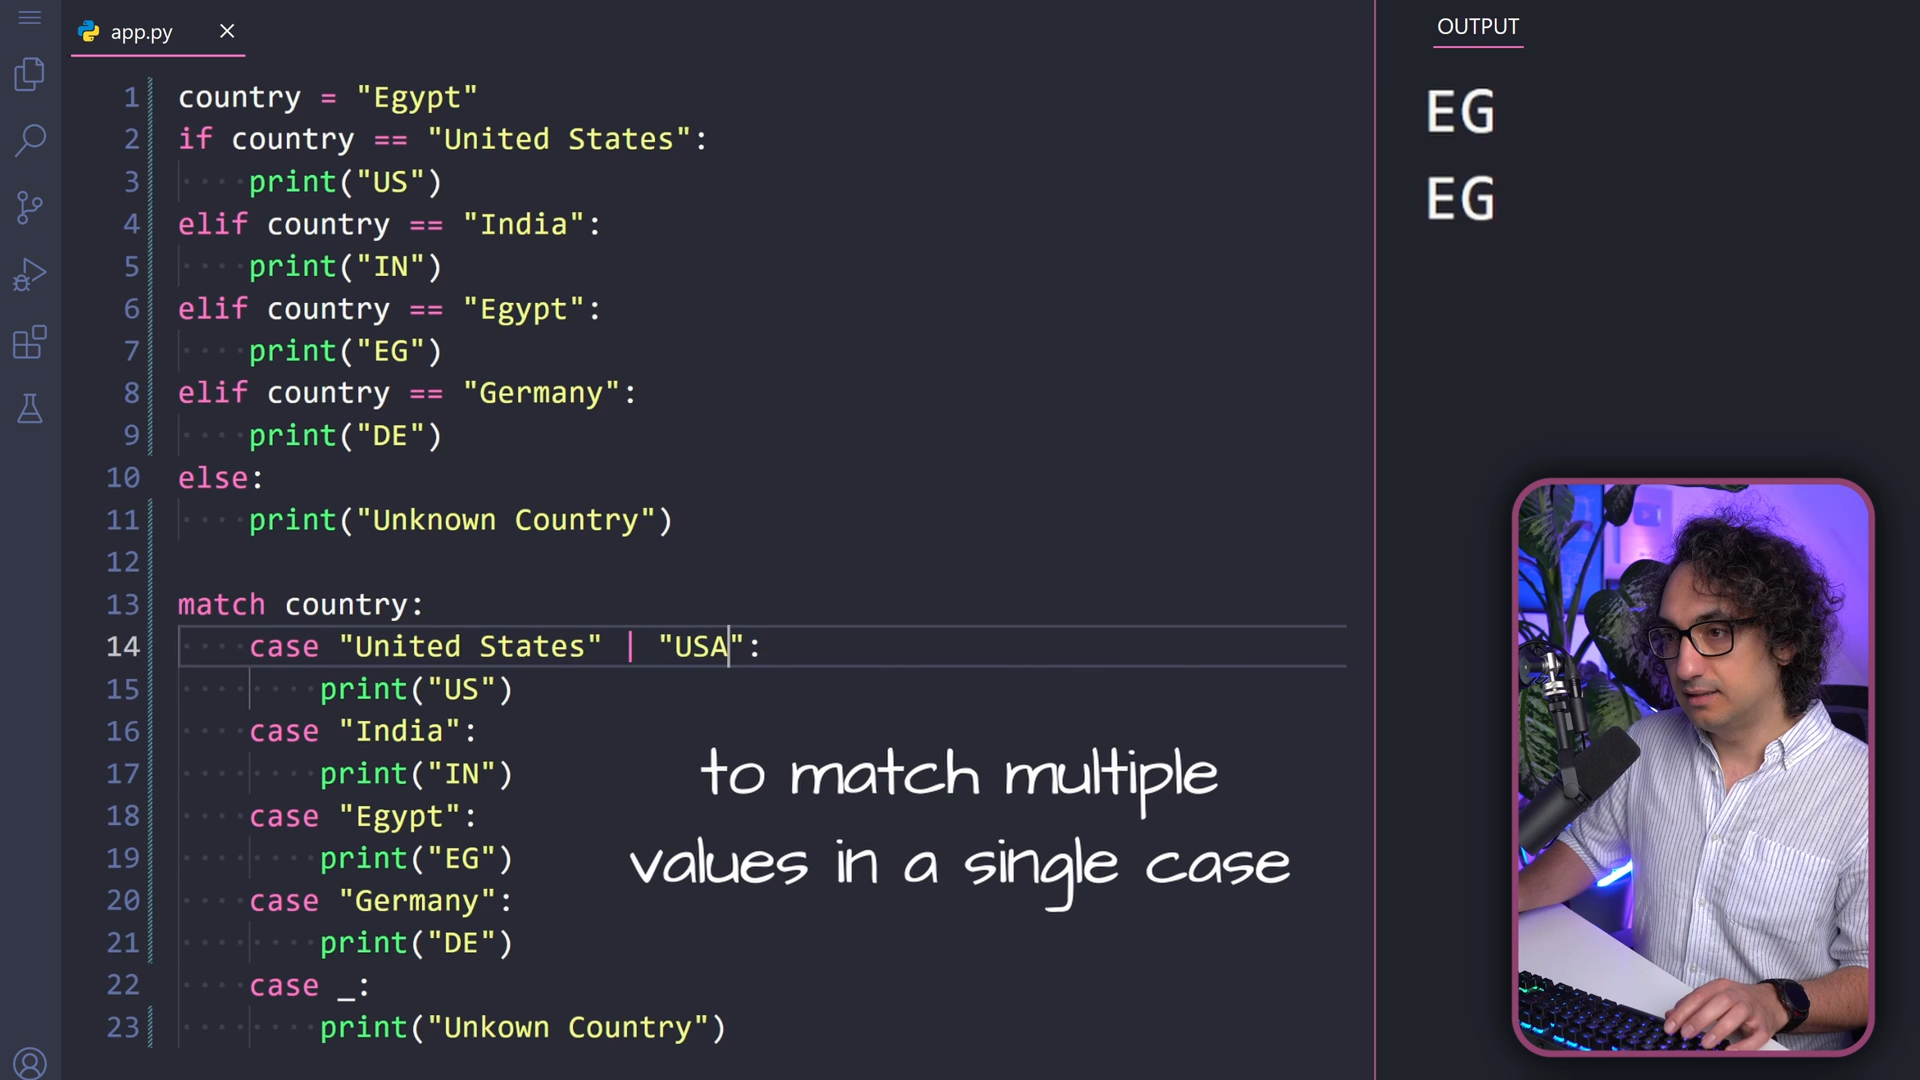 app.py
OUTPUT
1 country = "Egypt"
2 if country == "United States":
3 print("US")
4 elif country == "India":
5 print("IN")
6 elif country == "Egypt":
7 print("EG")
8 elif country == "Germany":
9 print("DE")
10 else:
11 print("Unknown Country")
12
13 match country:
14 case "United States" | "USA":
15 print("US")
16 case "India":
17 print("IN")
18 case "Egypt":
19 print("EG")
20 case "Germany":
21 print("DE")
22 case _:
23 print("Unkown Country")
EG
EG
to match multiple
values in a single case